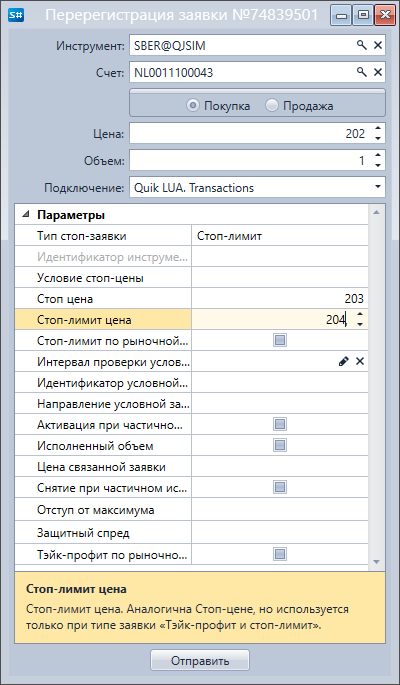 S# Перерегистрация заявки №74839501
Инструмент: SBER@QJSIM
Счет: NL0011100043
Покупка Продажа
Цена: 202
Объем: 1
Подключение: Quik LUA. Transactions
Параметры
Тип стоп-заявки Стоп-лимит
Идентификатор инструме...
Условие стоп-цены
Стоп цена 203
Стоп-лимит цена 204
Стоп-лимит по рыночной...
Интервал проверки услов...
Идентификатор условной...
Направление условной за...
Активация при частично...
Исполненный объем
Цена связанной заявки
Снятие при частичном ис...
Отступ от максимума
Защитный спред
Тэйк-профит по рыночно...
Стоп-лимит цена
Стоп-лимит цена. Аналогична Стоп-цене, но используется
только при типе заявки «Тэйк-профит и стоп-лимит».
Отправить